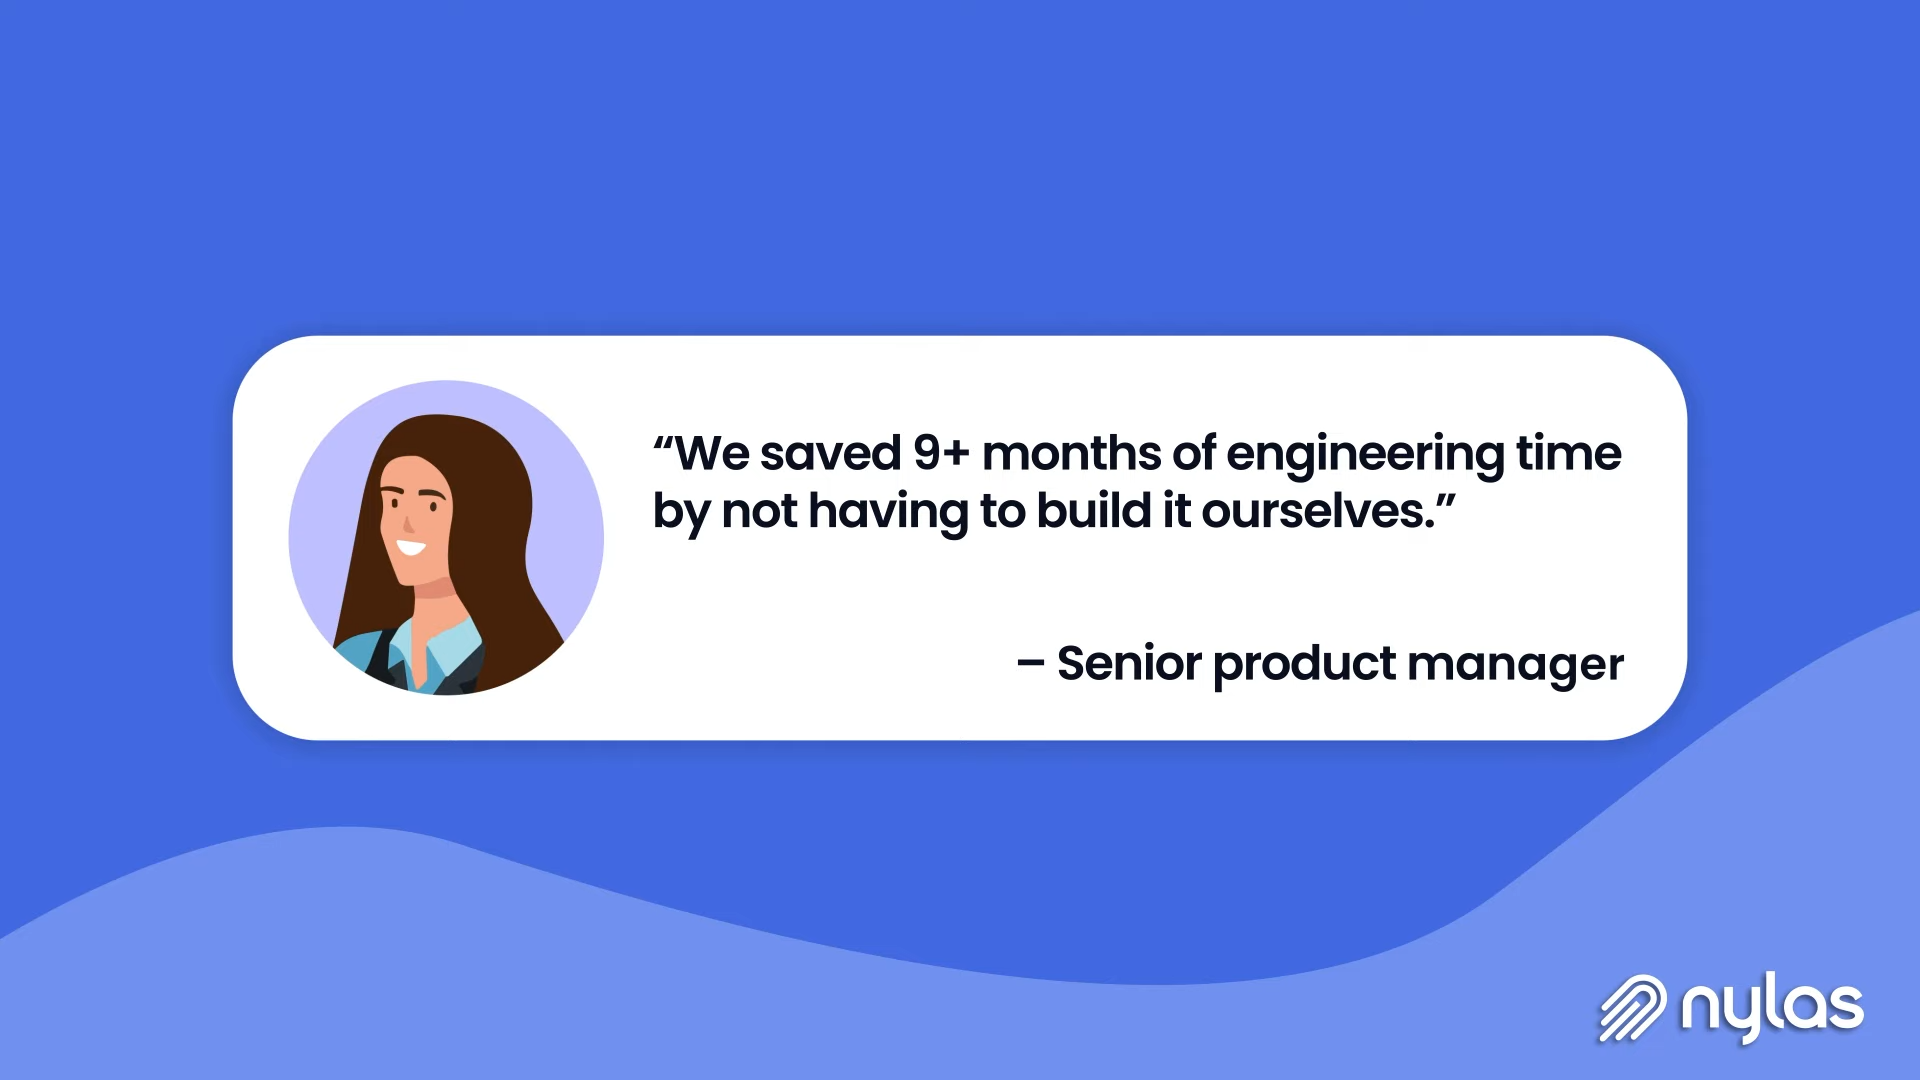 “We saved 9+ months of engineering time
by not having to build it ourselves.”
– Senior product manager
nylas